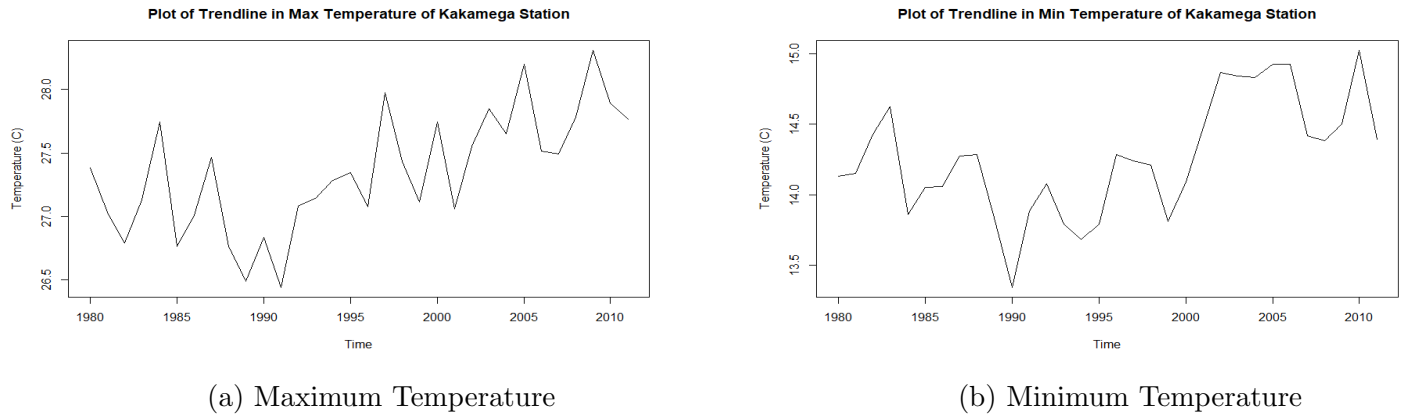 Plot of Trendline in Max Temperature of Kakamega Station
Temperature (C)
28.0
27.5
27.0
26.5
1980 1985 1990 1995 2000 2005 2010
Time
(a) Maximum Temperature
Plot of Trendline in Min Temperature of Kakamega Station
Temperature (C)
15.0
14.5
14.0
13.5
1980 1985 1990 1995 2000 2005 2010
Time
(b) Minimum Temperature